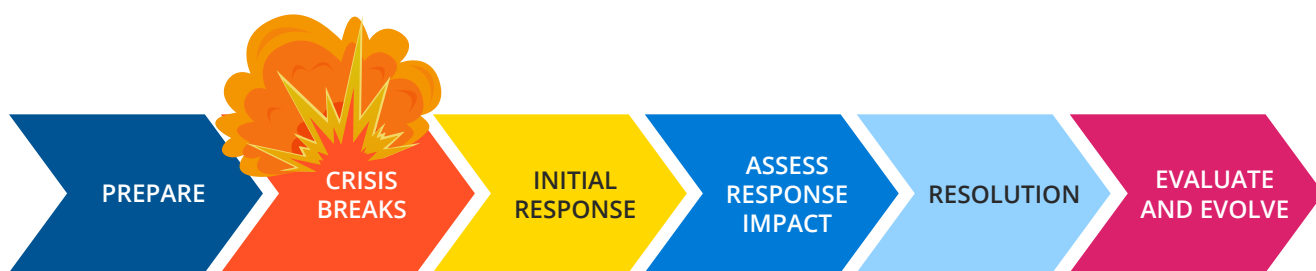 PREPARE
CRISIS
BREAKS
INITIAL
RESPONSE
ASSESS
RESPONSE
IMPACT
RESOLUTION
EVALUATE
AND EVOLVE